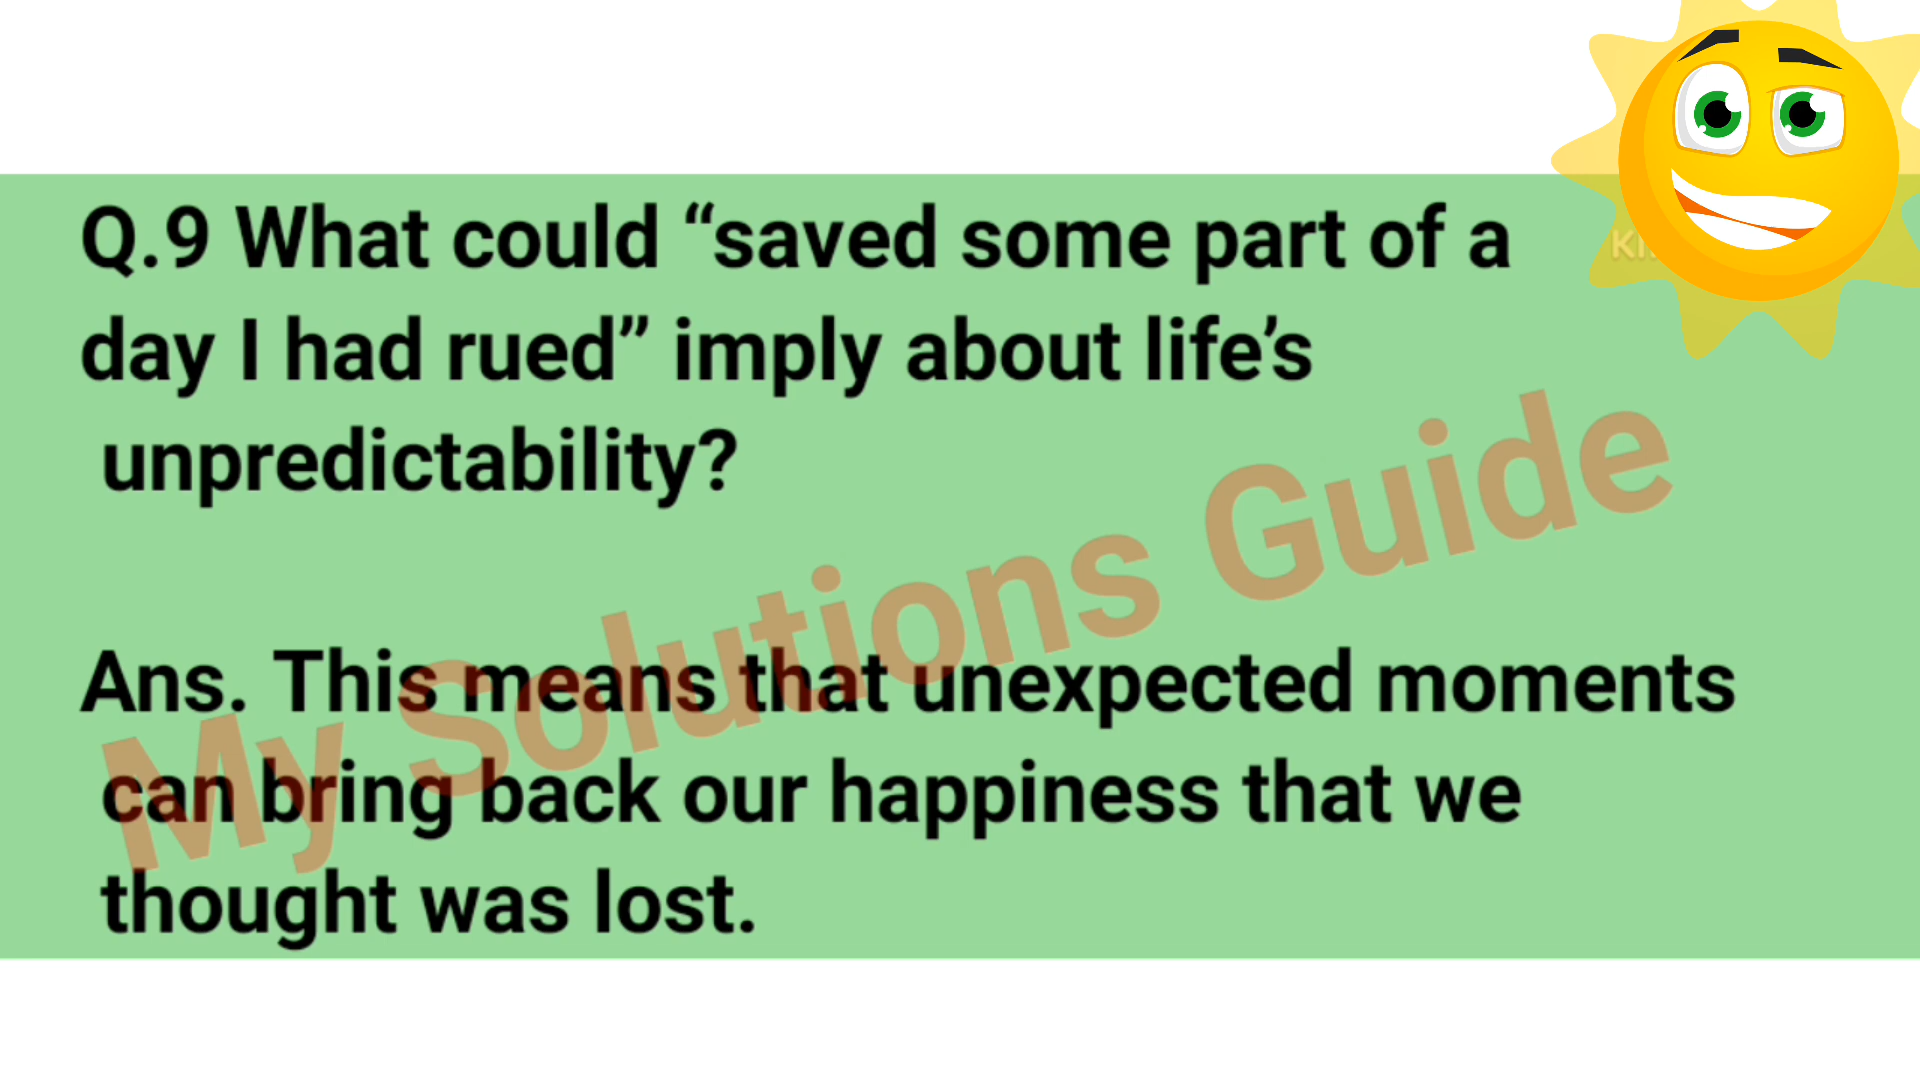 Q.9 What could “saved some part of a
day I had rued” imply about life’s
unpredictability?
Ans. This means that unexpected moments
can bring back our happiness that we
thought was lost.
My Solutions Guide